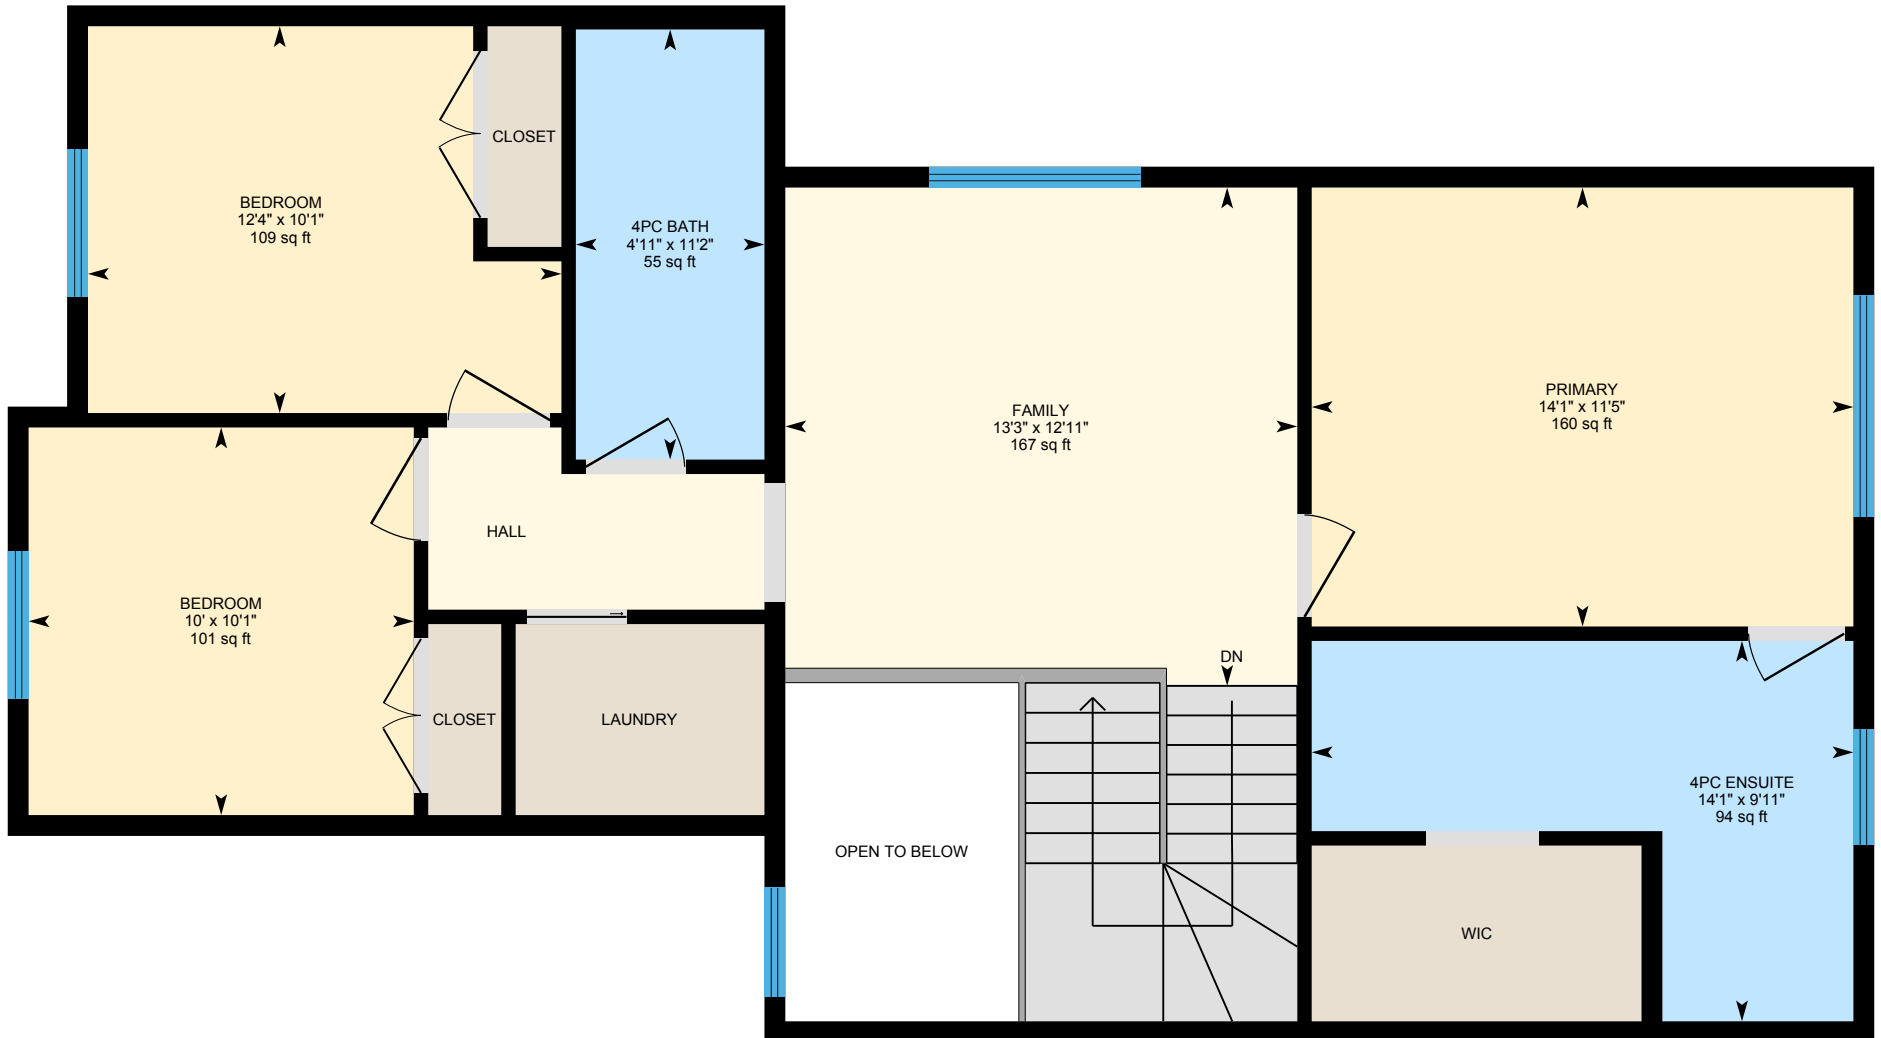 CLOSET
BEDROOM
12'4" x 10'1"
109 sq ft
4PC BATH
4'11" x 11'2"
55 sq ft
FAMILY
13'3" x 12'11"
167 sq ft
PRIMARY
14'1" x 11'5"
160 sq ft
HALL
BEDROOM
10' x 10'1"
101 sq ft
CLOSET
LAUNDRY
DN
OPEN TO BELOW
4PC ENSUITE
14'1" x 9'11"
94 sq ft
WIC